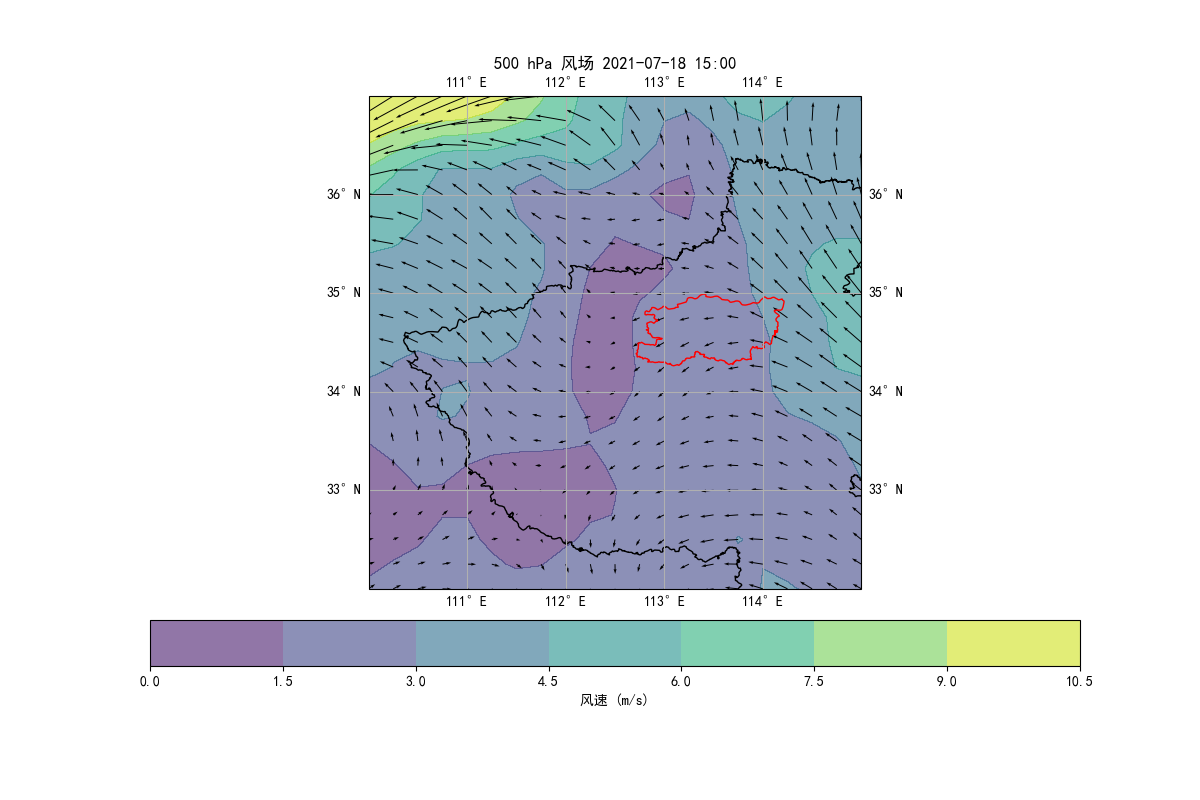 500 hPa 风场 2021-07-18 15:00
111° E 112° E 113° E 114° E
36° N 36° N
35° N 35° N
34° N 34° N
33° N 33° N
111° E 112° E 113° E 114° E
0.0 1.5 3.0 4.5 6.0 7.5 9.0 10.5
风速 (m/s)